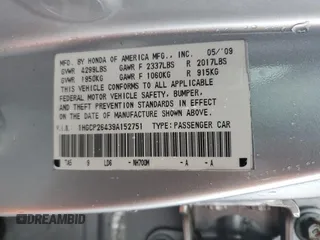 MFD. BY HONDA OF AMERICA MFG., INC. 05/'09
GVWR 4299LBS GAWR F 2337LBS R 2017LBS
GVWR 1950KG GAWR F 1060KG R 915KG
THIS VEHICLE CONFORMS TO ALL APPLICABLE
FEDERAL MOTOR VEHICLE SAFETY, BUMPER,
AND THEFT PREVENTION STANDARDS IN EFFECT
ON THE DATE OF MANUFACTURE SHOWN ABOVE.
V.I.N. 1HGCP26439A152751 TYPE:PASSENGER CAR
NH700M - A - A
DAMEBID